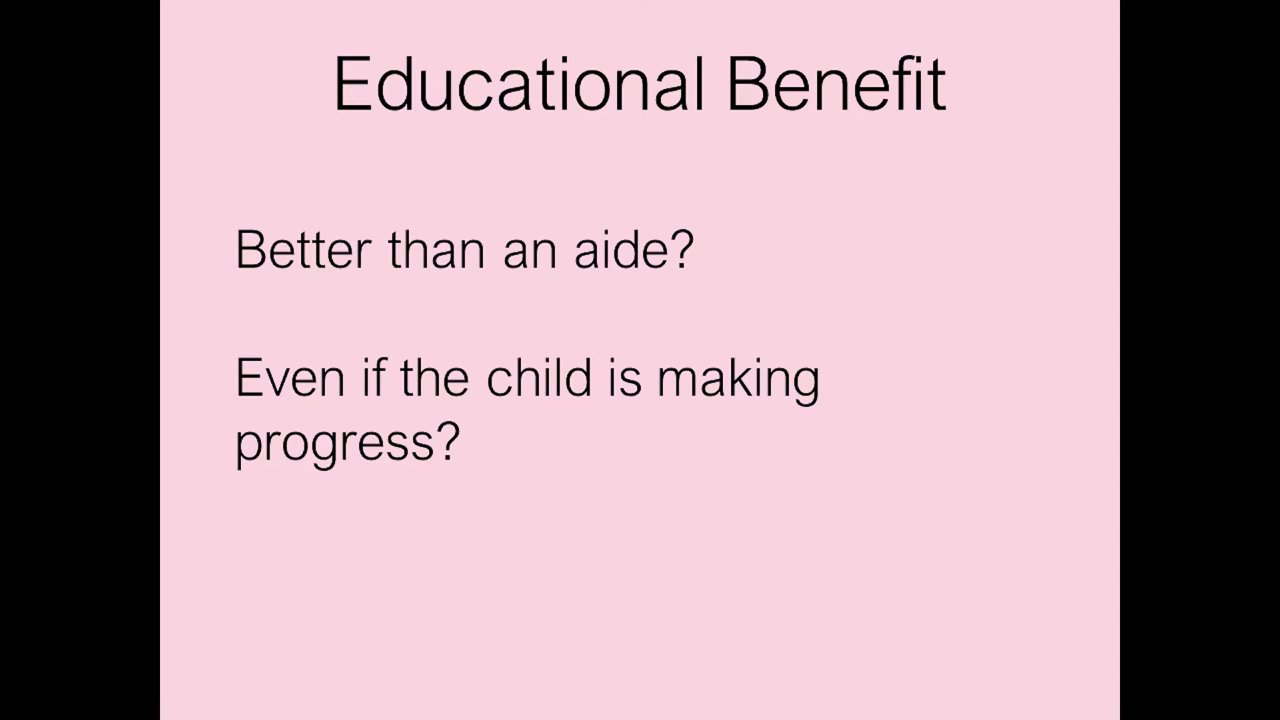 Educational Benefit
Better than an aide?
Even if the child is making
progress?